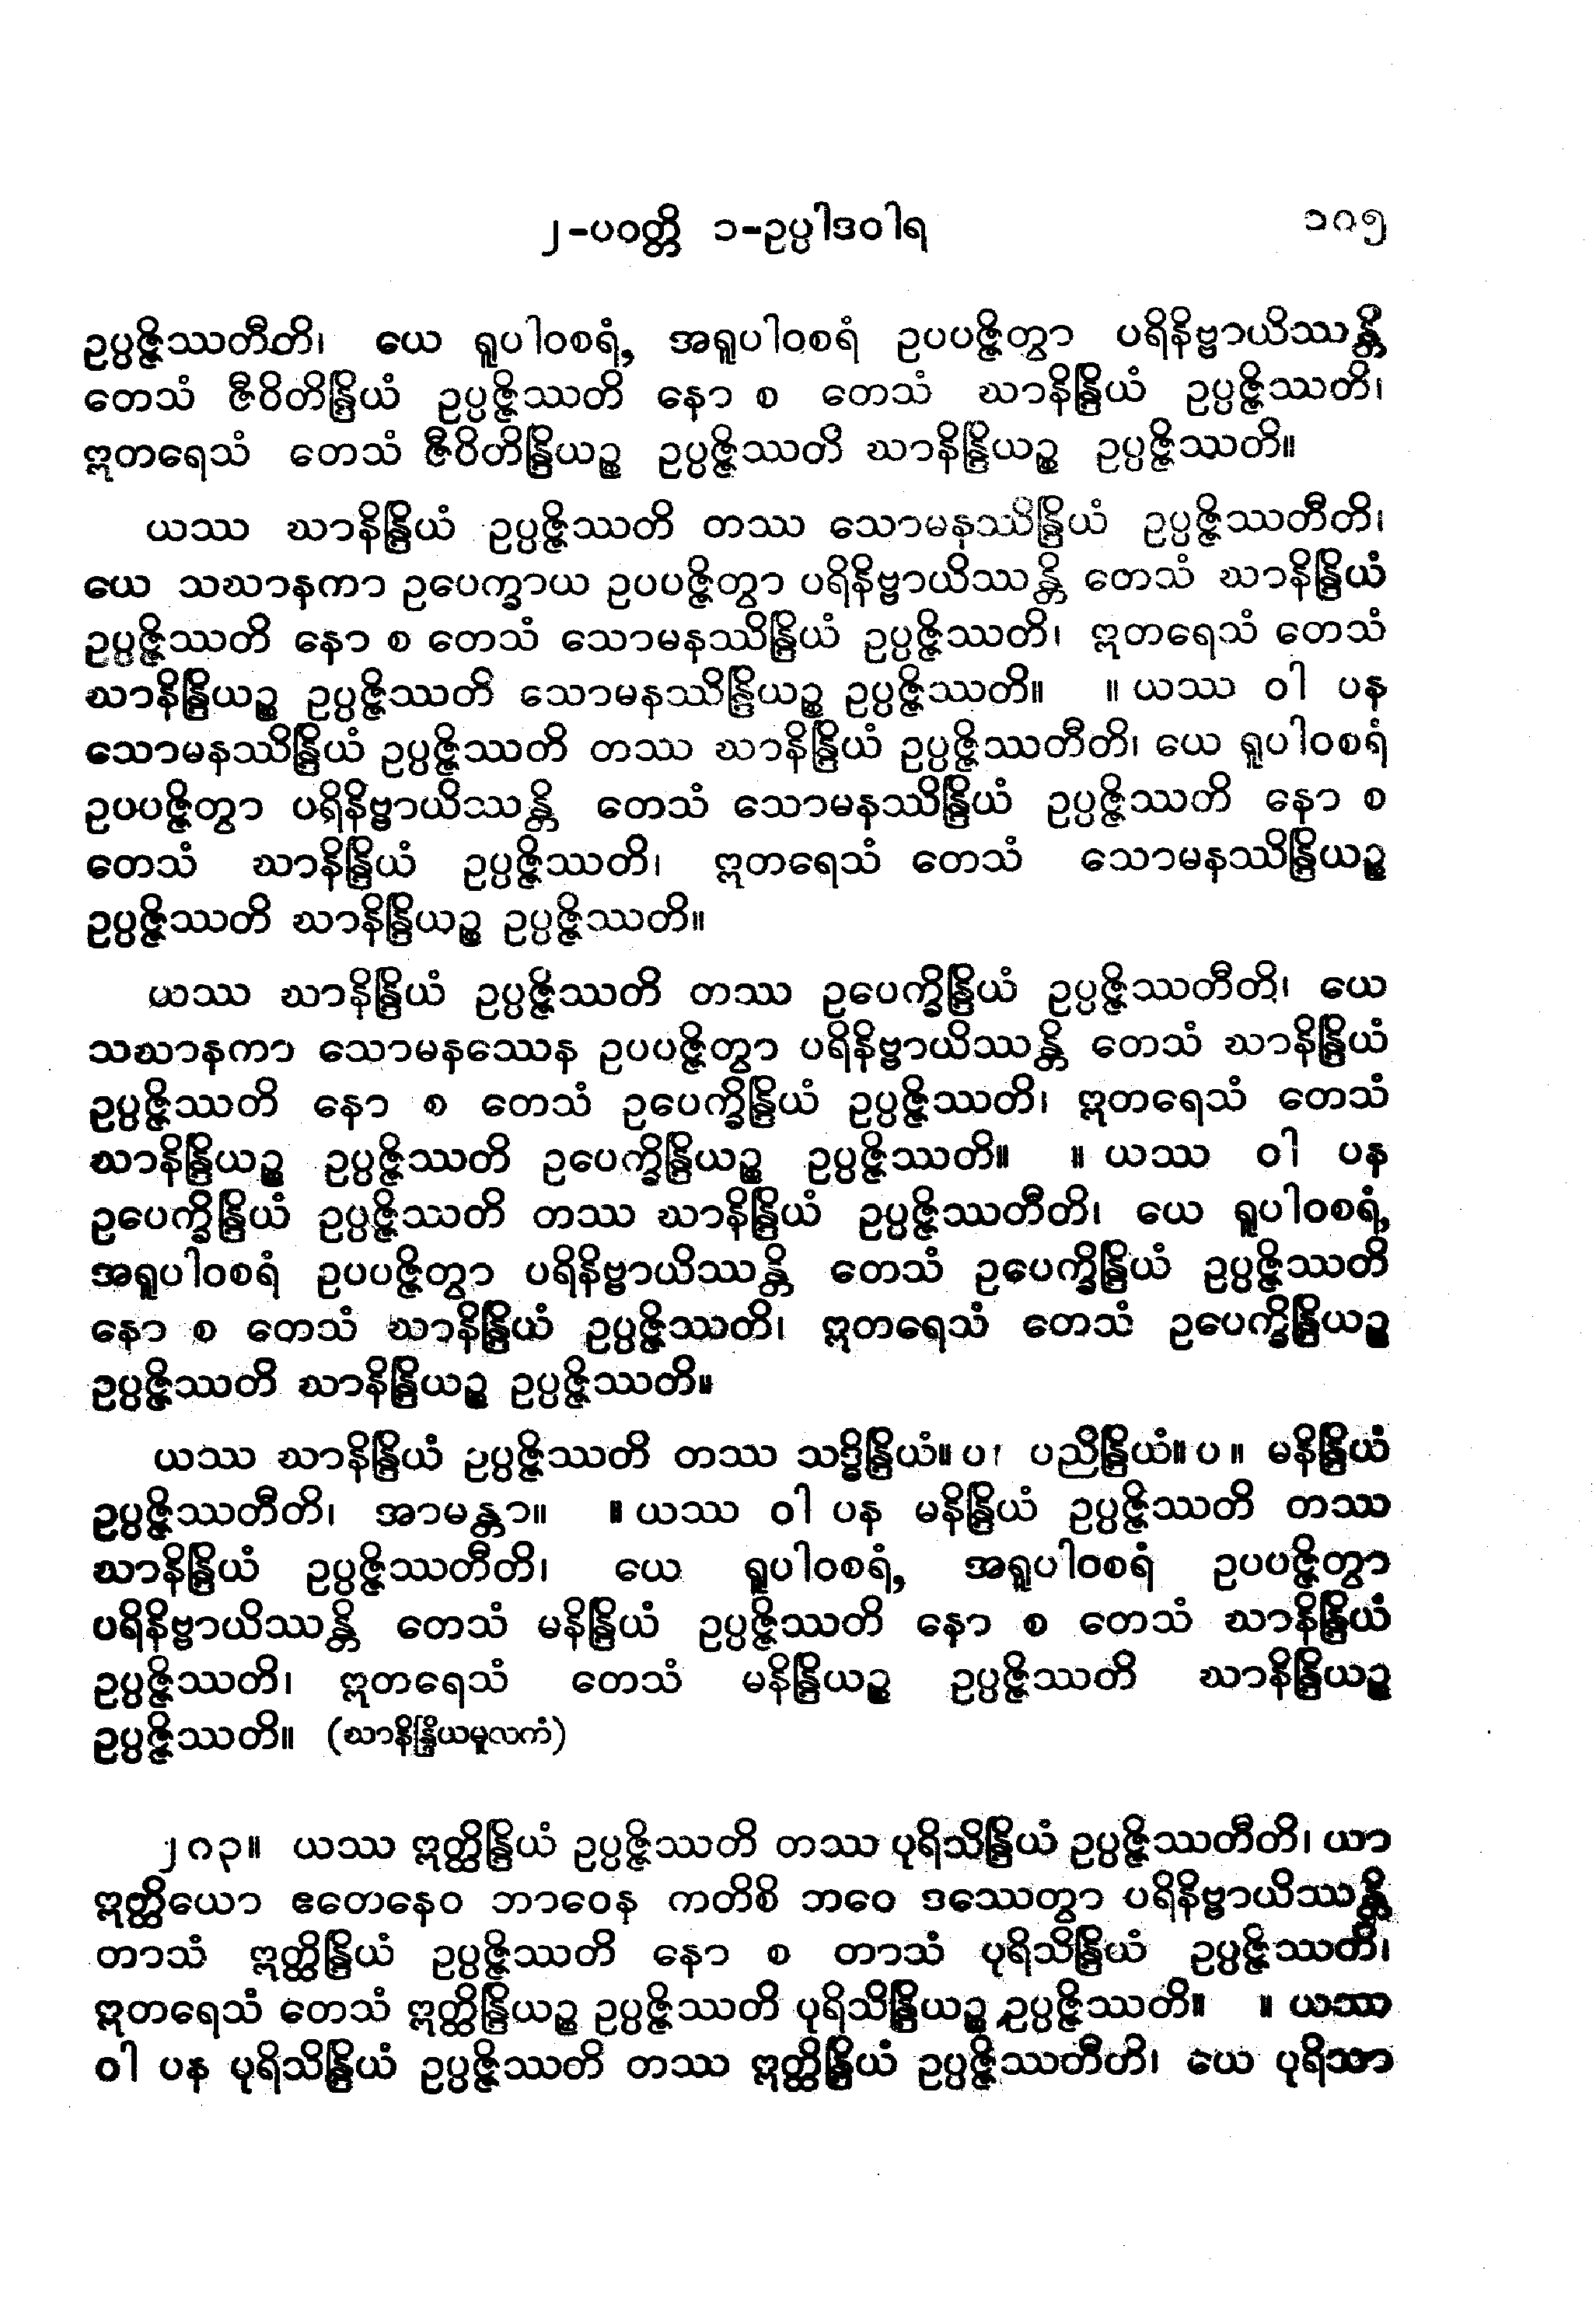 ၂-ပဝတ္တိ ၁-ဥပ္ပါဒဝါရ ၁၈၅
ဥပ္ပဇ္ဇိဿတီတိ၊ ယေ ရူပါဝစရံ, အရူပါဝစရံ ဥပပဇ္ဇိတွာ ပရိနိဗ္ဗာယိဿန္တိ
တေသံ ဇီဝိတိန္ဒြိယံ ဥပ္ပဇ္ဇိဿတိ နော စ တေသံ ဃာနိန္ဒြိယံ ဥပ္ပဇ္ဇိဿတိ၊
ဣတရေသံ တေသံ ဇီဝိတိန္ဒြိယဉ္စ ဥပ္ပဇ္ဇိဿတိ ဃာနိန္ဒြိယဉ္စ ဥပ္ပဇ္ဇိဿတိ။
ယဿ ဃာနိန္ဒြိယံ ဥပ္ပဇ္ဇိဿတိ တဿ သောမနဿိန္ဒြိယံ ဥပ္ပဇ္ဇိဿတီတိ၊
ယေ သဃာနကာ ဥပေက္ခာယ ဥပပဇ္ဇိတွာ ပရိနိဗ္ဗာယိဿန္တိ တေသံ ဃာနိန္ဒြိယံ
ဥပ္ပဇ္ဇိဿတိ နော စ တေသံ သောမနဿိန္ဒြိယံ ဥပ္ပဇ္ဇိဿတိ၊ ဣတရေသံ တေသံ
ဃာနိန္ဒြိယဉ္စ ဥပ္ပဇ္ဇိဿတိ သောမနဿိန္ဒြိယဉ္စ ဥပ္ပဇ္ဇိဿတိ။ ။ ယဿ ဝါ ပန
သောမနဿိန္ဒြိယံ ဥပ္ပဇ္ဇိဿတိ တဿ ဃာနိန္ဒြိယံ ဥပ္ပဇ္ဇိဿတီတိ၊ ယေ ရူပါဝစရံ
ဥပပဇ္ဇိတွာ ပရိနိဗ္ဗာယိဿန္တိ တေသံ သောမနဿိန္ဒြိယံ ဥပ္ပဇ္ဇိဿတိ နော စ
တေသံ ဃာနိန္ဒြိယံ ဥပ္ပဇ္ဇိဿတိ၊ ဣတရေသံ တေသံ သောမနဿိန္ဒြိယဉ္စ
ဥပ္ပဇ္ဇိဿတိ ဃာနိန္ဒြိယဉ္စ ဥပ္ပဇ္ဇိဿတိ။
ယဿ ဃာနိန္ဒြိယံ ဥပ္ပဇ္ဇိဿတိ တဿ ဥပေက္ခိန္ဒြိယံ ဥပ္ပဇ္ဇိဿတီတိ၊ ယေ
သဃာနကာ သောမနဿေန ဥပပဇ္ဇိတွာ ပရိနိဗ္ဗာယိဿန္တိ တေသံ ဃာနိန္ဒြိယံ
ဥပ္ပဇ္ဇိဿတိ နော စ တေသံ ဥပေက္ခိန္ဒြိယံ ဥပ္ပဇ္ဇိဿတိ၊ ဣတရေသံ တေသံ
ဃာနိန္ဒြိယဉ္စ ဥပ္ပဇ္ဇိဿတိ ဥပေက္ခိန္ဒြိယဉ္စ ဥပ္ပဇ္ဇိဿတိ။ ။ ယဿ ဝါ ပန
ဥပေက္ခိန္ဒြိယံ ဥပ္ပဇ္ဇိဿတိ တဿ ဃာနိန္ဒြိယံ ဥပ္ပဇ္ဇိဿတီတိ၊ ယေ ရူပါဝစရံ,
အရူပါဝစရံ ဥပပဇ္ဇိတွာ ပရိနိဗ္ဗာယိဿန္တိ တေသံ ဥပေက္ခိန္ဒြိယံ ဥပ္ပဇ္ဇိဿတိ
နော စ တေသံ ဃာနိန္ဒြိယံ ဥပ္ပဇ္ဇိဿတိ၊ ဣတရေသံ တေသံ ဥပေက္ခိန္ဒြိယဉ္စ
ဥပ္ပဇ္ဇိဿတိ ဃာနိန္ဒြိယဉ္စ ဥပ္ပဇ္ဇိဿတိ။
ယဿ ဃာနိန္ဒြိယံ ဥပ္ပဇ္ဇိဿတိ တဿ သဒ္ဓိန္ဒြိယံ။ ပ၊ ပညိန္ဒြိယံ။ ပ ။ မနိန္ဒြိယံ
ဥပ္ပဇ္ဇိဿတီတိ၊ အာမန္တာ။ ။ ယဿ ဝါ ပန မနိန္ဒြိယံ ဥပ္ပဇ္ဇိဿတိ တဿ
ဃာနိန္ဒြိယံ ဥပ္ပဇ္ဇိဿတီတိ၊ ယေ ရူပါဝစရံ, အရူပါဝစရံ ဥပပဇ္ဇိတွာ
ပရိနိဗ္ဗာယိဿန္တိ တေသံ မနိန္ဒြိယံ ဥပ္ပဇ္ဇိဿတိ နော စ တေသံ ဃာနိန္ဒြိယံ
ဥပ္ပဇ္ဇိဿတိ၊ ဣတရေသံ တေသံ မနိန္ဒြိယဉ္စ ဥပ္ပဇ္ဇိဿတိ ဃာနိန္ဒြိယဉ္စ
ဥပ္ပဇ္ဇိဿတိ။ (ဃာနိန္ဒြိယမူလကံ)
၂၈၃။ ယဿ ဣတ္ထိန္ဒြိယံ ဥပ္ပဇ္ဇိဿတိ တဿ ပုရိသိန္ဒြိယံ ဥပ္ပဇ္ဇိဿတီတိ၊ ယာ
ဣတ္ထိယော ဧတေနေဝ ဘာဝေန ကတိစိ ဘဝေ ဒဿေတွာ ပရိနိဗ္ဗာယိဿန္တိ
တာသံ ဣတ္ထိန္ဒြိယံ ဥပ္ပဇ္ဇိဿတိ နော စ တာသံ ပုရိသိန္ဒြိယံ ဥပ္ပဇ္ဇိဿတိ၊
ဣတရေသံ တေသံ ဣတ္ထိန္ဒြိယဉ္စ ဥပ္ပဇ္ဇိဿတိ ပုရိသိန္ဒြိယဉ္စ ဥပ္ပဇ္ဇိဿတိ။ ။ ယဿ
ဝါ ပန ပုရိသိန္ဒြိယံ ဥပ္ပဇ္ဇိဿတိ တဿ ဣတ္ထိန္ဒြိယံ ဥပ္ပဇ္ဇိဿတီတိ၊ ယေ ပုရိသာ